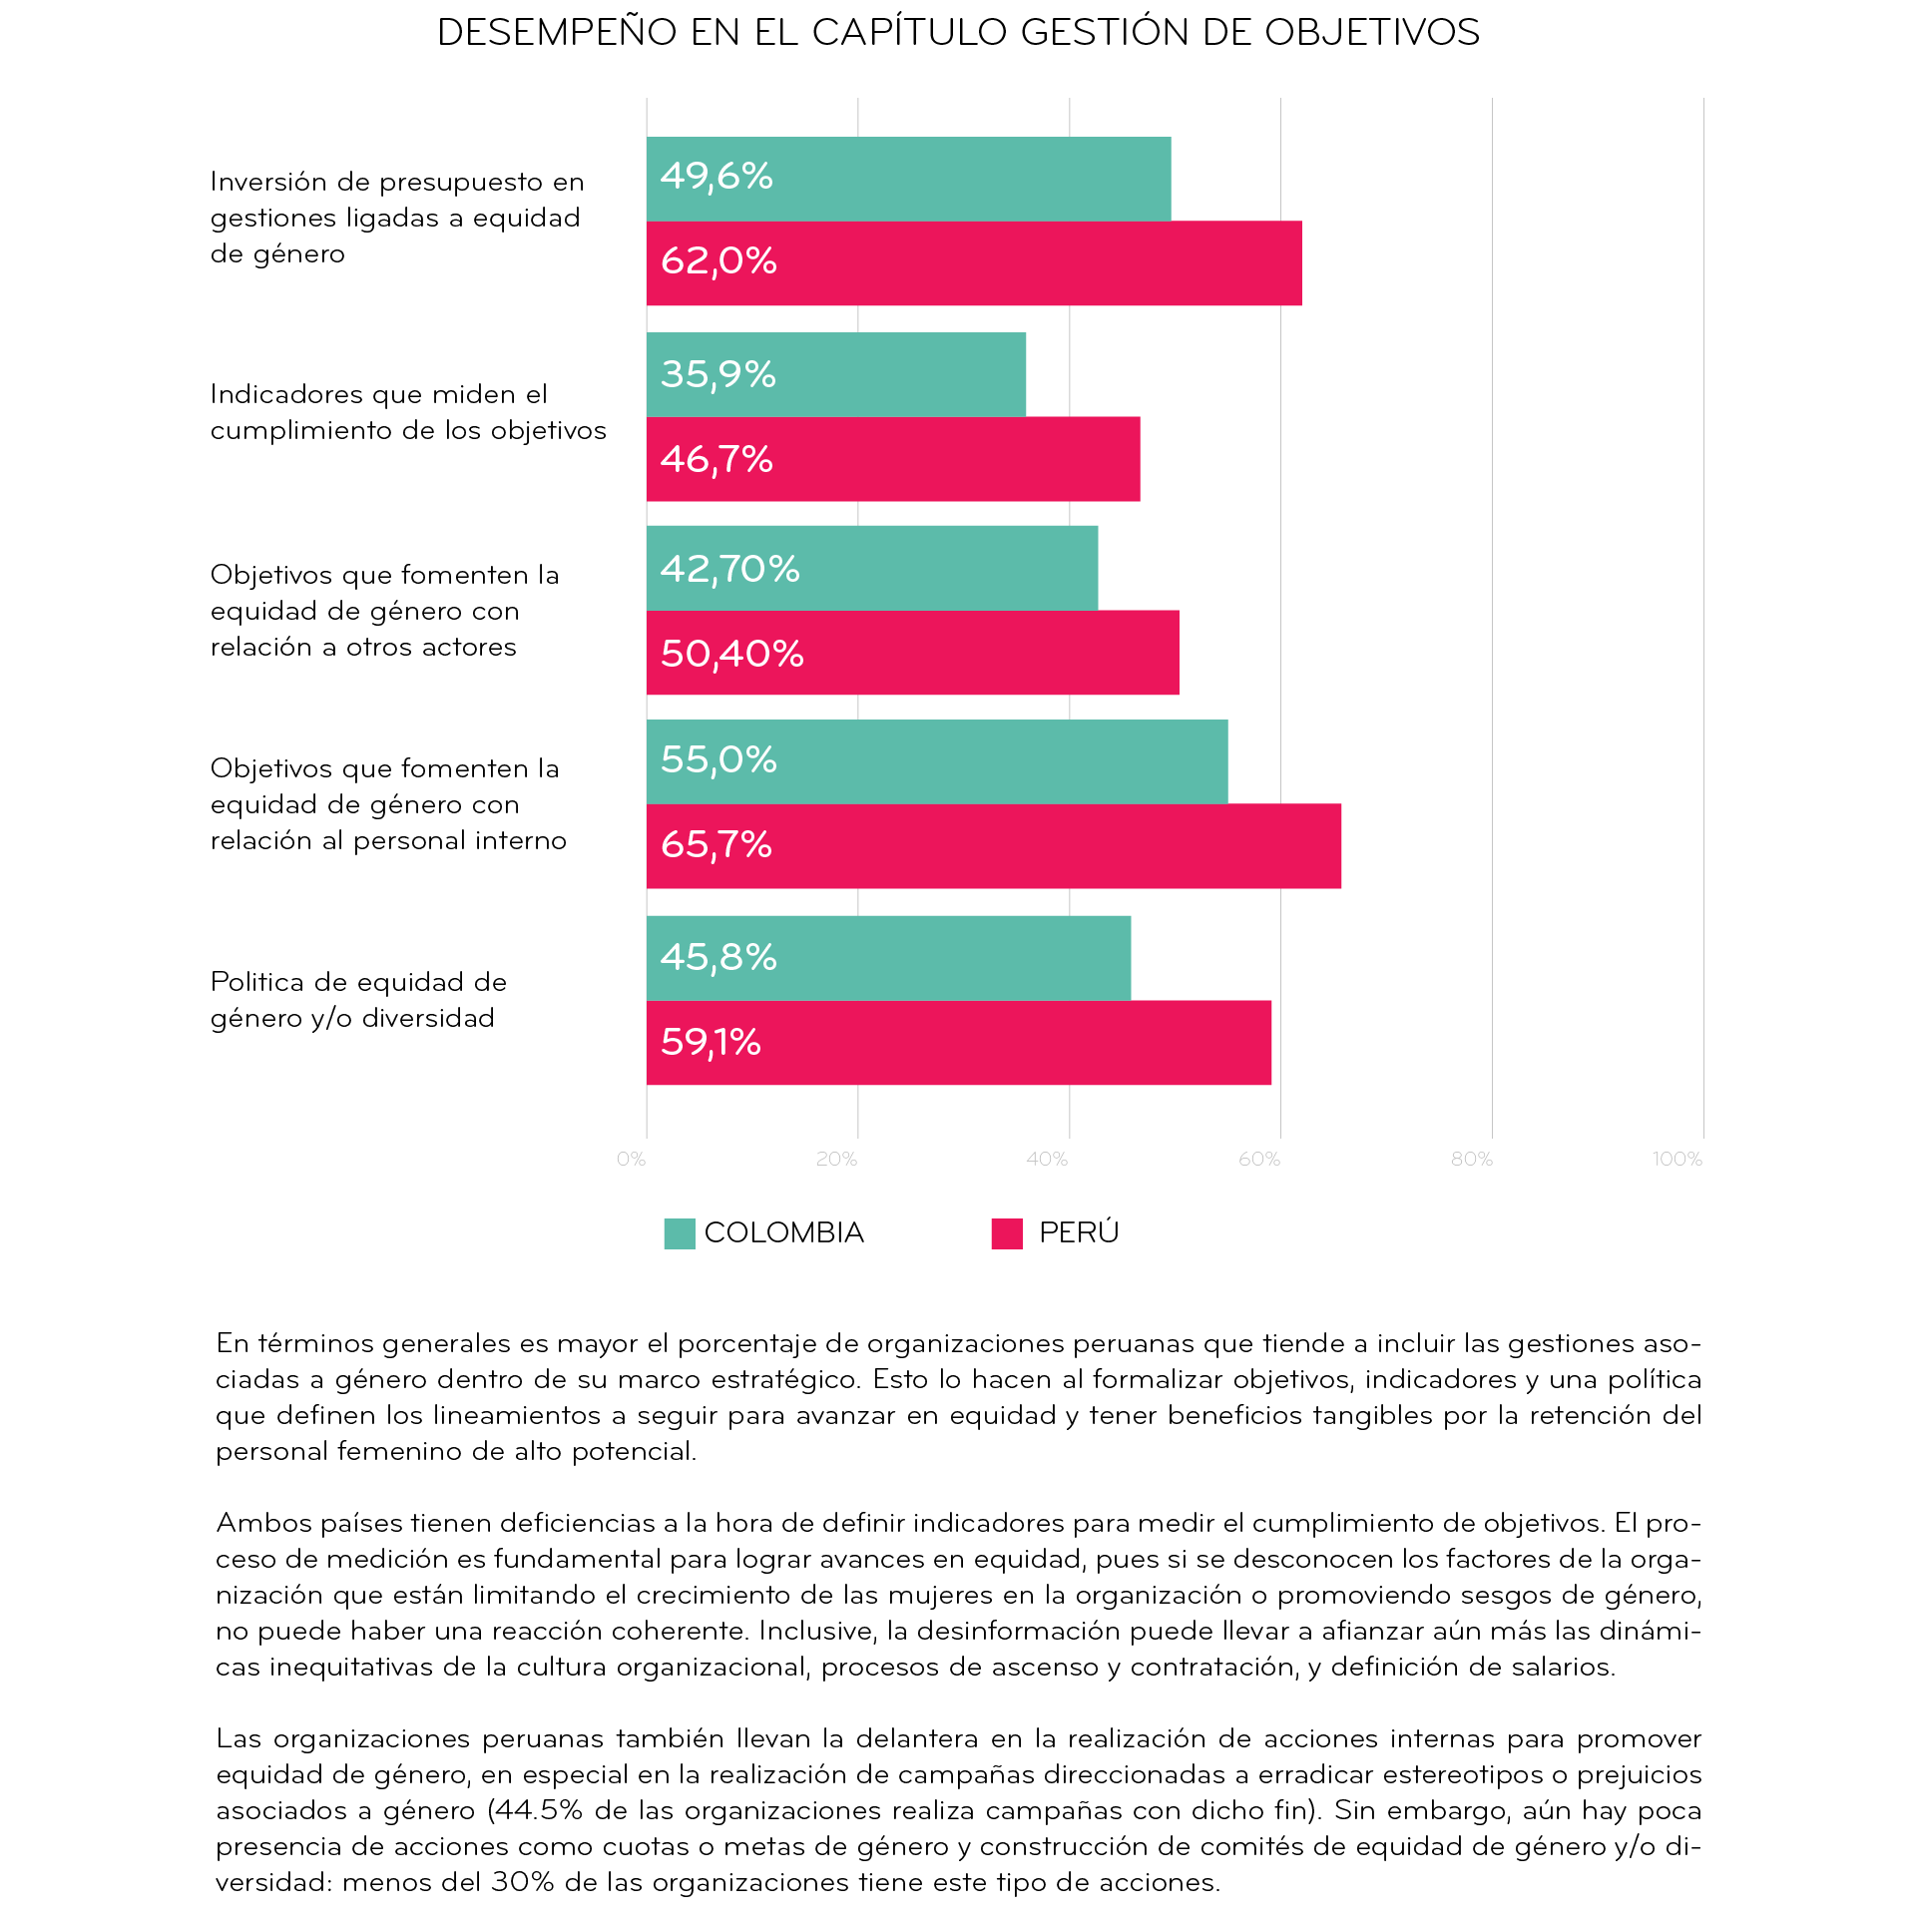 DESEMPEÑO EN EL CAPÍTULO GESTIÓN DE OBJETIVOS
Inversión de presupuesto en
gestiones ligadas a equidad
de género
49,6%
62,0%
Indicadores que miden el
cumplimiento de los objetivos
35,9%
46,7%
Objetivos que fomenten la
equidad de género con
relación a otros actores
42,70%
50,40%
Objetivos que fomenten la
equidad de género con
relación al personal interno
55,0%
65,7%
Politica de equidad de
género y/o diversidad
45,8%
59,1%
0% 20% 40% 60% 80% 100%
COLOMBIA PERÚ
En términos generales es mayor el porcentaje de organizaciones peruanas que tiende a incluir las gestiones aso-
ciadas a género dentro de su marco estratégico. Esto lo hacen al formalizar objetivos, indicadores y una política
que definen los lineamientos a seguir para avanzar en equidad y tener beneficios tangibles por la retención del
personal femenino de alto potencial.
Ambos países tienen deficiencias a la hora de definir indicadores para medir el cumplimiento de objetivos. El pro-
ceso de medición es fundamental para lograr avances en equidad, pues si se desconocen los factores de la orga-
nización que están limitando el crecimiento de las mujeres en la organización o promoviendo sesgos de género,
no puede haber una reacción coherente. Inclusive, la desinformación puede llevar a afianzar aún más las dinámi-
cas inequitativas de la cultura organizacional, procesos de ascenso y contratación, y definición de salarios.
Las organizaciones peruanas también llevan la delantera en la realización de acciones internas para promover
equidad de género, en especial en la realización de campañas direccionadas a erradicar estereotipos o prejuicios
asociados a género (44.5% de las organizaciones realiza campañas con dicho fin). Sin embargo, aún hay poca
presencia de acciones como cuotas o metas de género y construcción de comités de equidad de género y/o di-
versidad: menos del 30% de las organizaciones tiene este tipo de acciones.